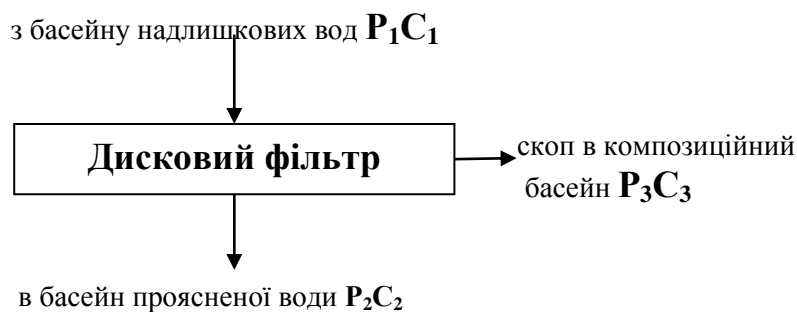 з басейну надлишкових вод P₁C₁
Дисковий фільтр
скоп в композиційний
басейн P₃C₃
в басейн проясненої води P₂C₂